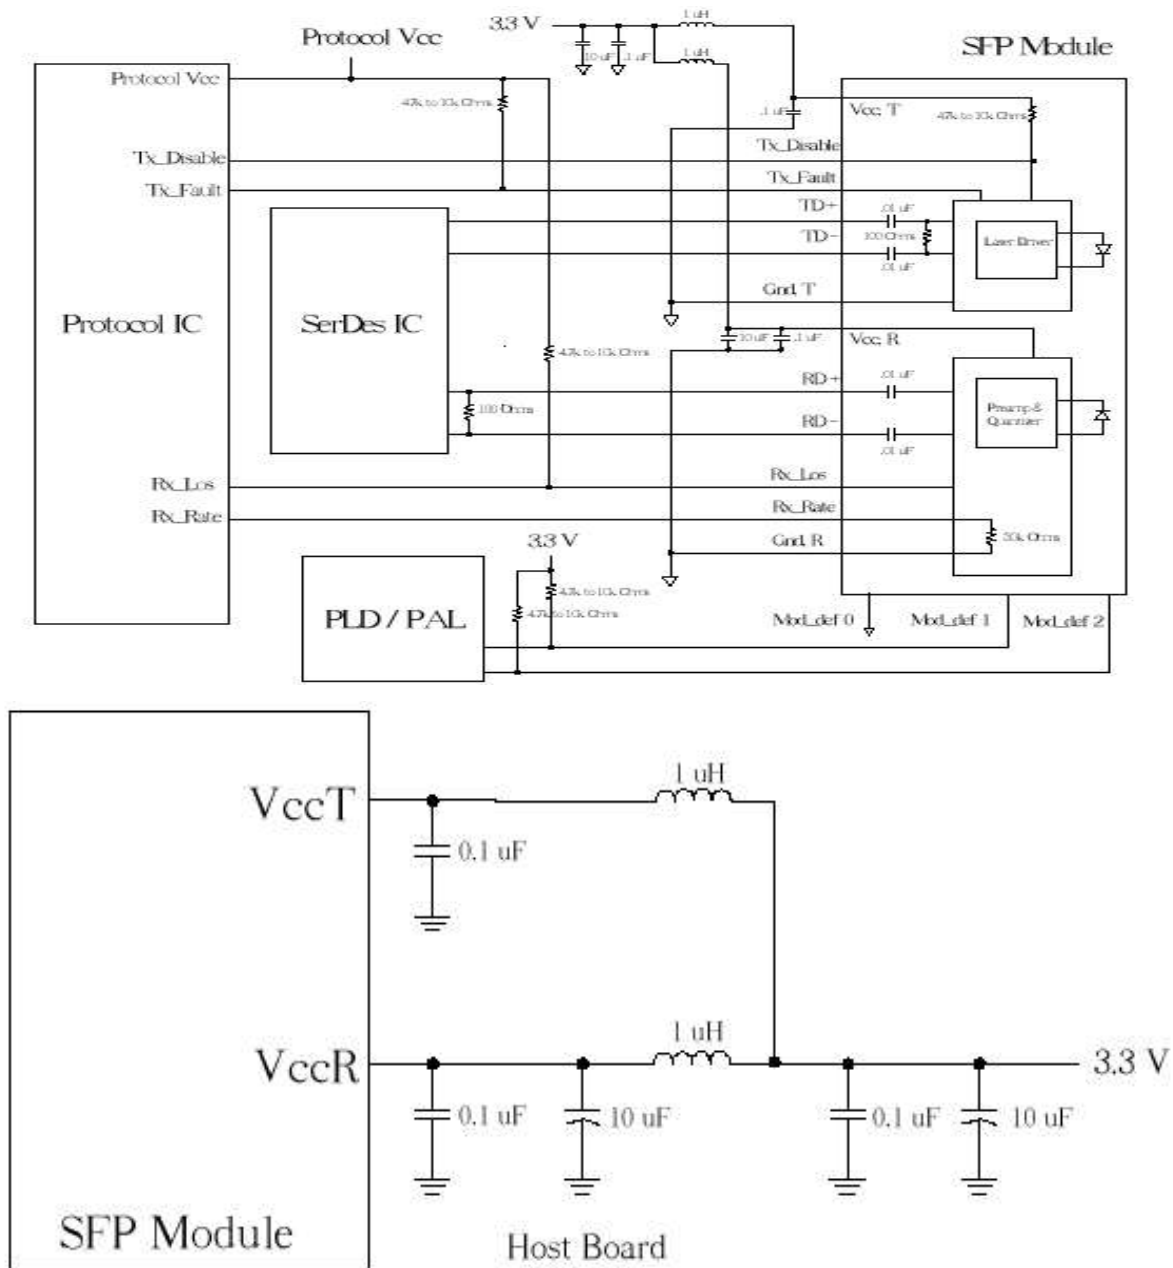 1 uH
3.3 V
Protocol Vcc
10 uF
.1 uF
1 uH
SFP Module
Protocol Vcc
4.7k to 10k Ohms
.1 uF
Vcc, T
4.7k to 10k Ohms
Tx_Disable
Tx_Disable
Tx_Fault
Tx_Fault
TD+
.01 uF
TD-
100 Ohms
Laser Driver
.01 uF
Gnd, T
Protocol IC
SerDes IC
10 uF
.1 uF
Vcc, R
4.7k to 10k Ohms
RD+
.01 uF
100 Ohms
Preamp &
Quantizer
RD-
.01 uF
Rx_Los
Rx_Los
Rx_Rate
Rx_Rate
3.3 V
Gnd, R
30k Ohms
4.7k to 10k Ohms
4.7k to 10k Ohms
PLD / PAL
Mod_def 0
Mod_def 1
Mod_def 2
1 uH
VccT
0.1 uF
1 uH
VccR
3.3 V
0.1 uF
10 uF
0.1 uF
10 uF
SFP Module
Host Board